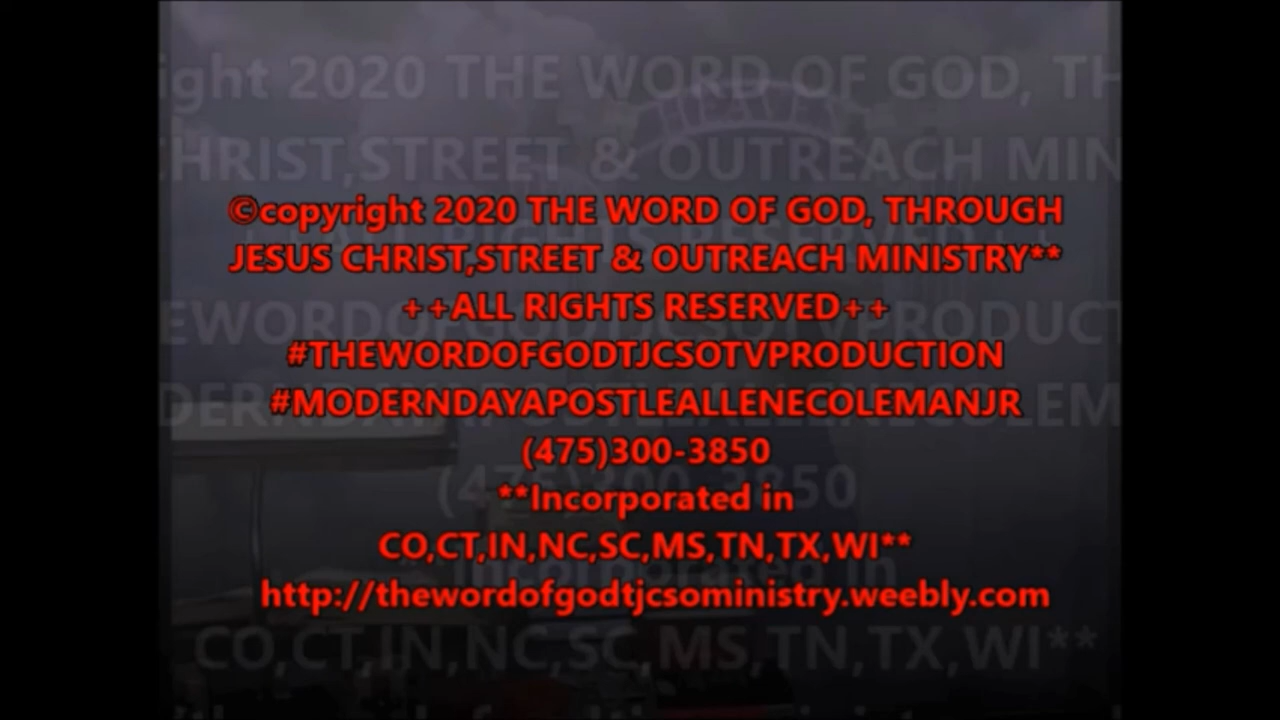 ©copyright 2020 THE WORD OF GOD, THROUGH
JESUS CHRIST,STREET & OUTREACH MINISTRY**
++ALL RIGHTS RESERVED++
#THEWORDOFGODTJCSOTVPRODUCTION
#MODERNDAYAPOSTLEALLENECOLEMANJR
(475)300-3850
**Incorporated in
CO,CT,IN,NC,SC,MS,TN,TX,WI**
http://thewordofgodtjcsoministry.weebly.com